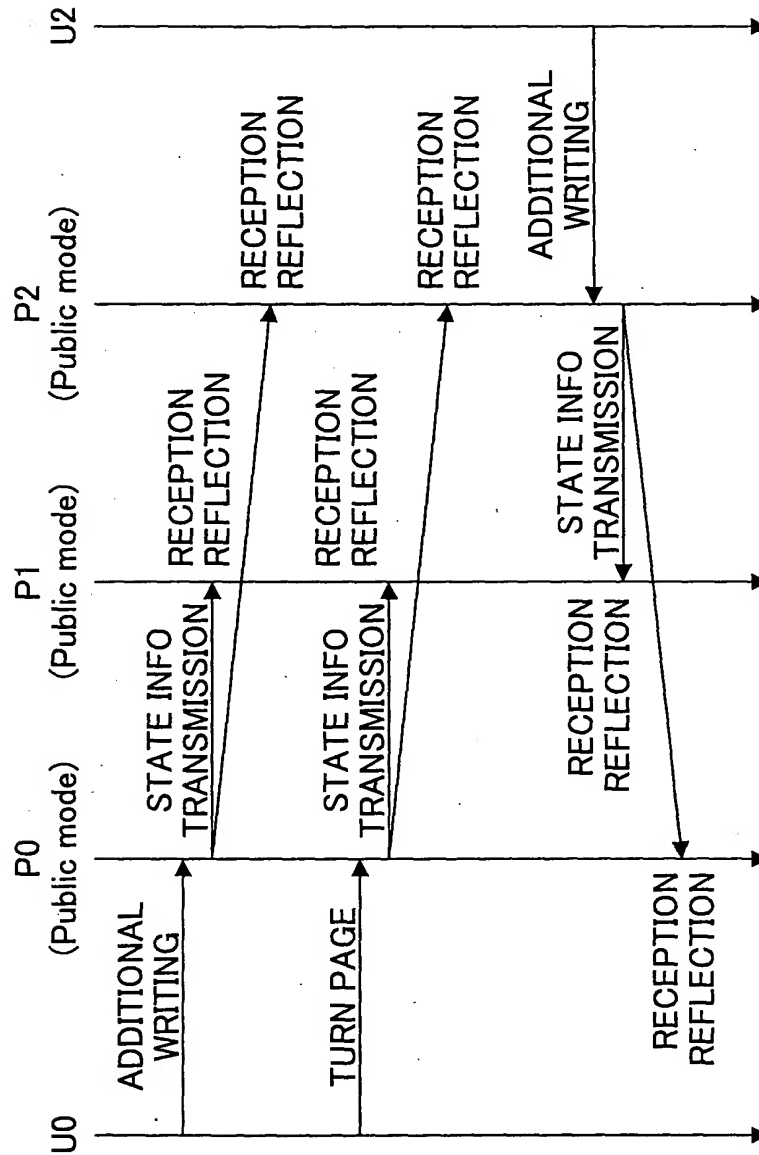 U0
P0
(Public mode)
P1
(Public mode)
P2
(Public mode)
U2
ADDITIONAL
WRITING
STATE INFO
TRANSMISSION
RECEPTION
REFLECTION
RECEPTION
REFLECTION
TURN PAGE
STATE INFO
TRANSMISSION
RECEPTION
REFLECTION
RECEPTION
REFLECTION
ADDITIONAL
WRITING
STATE INFO
TRANSMISSION
RECEPTION
REFLECTION
RECEPTION
REFLECTION